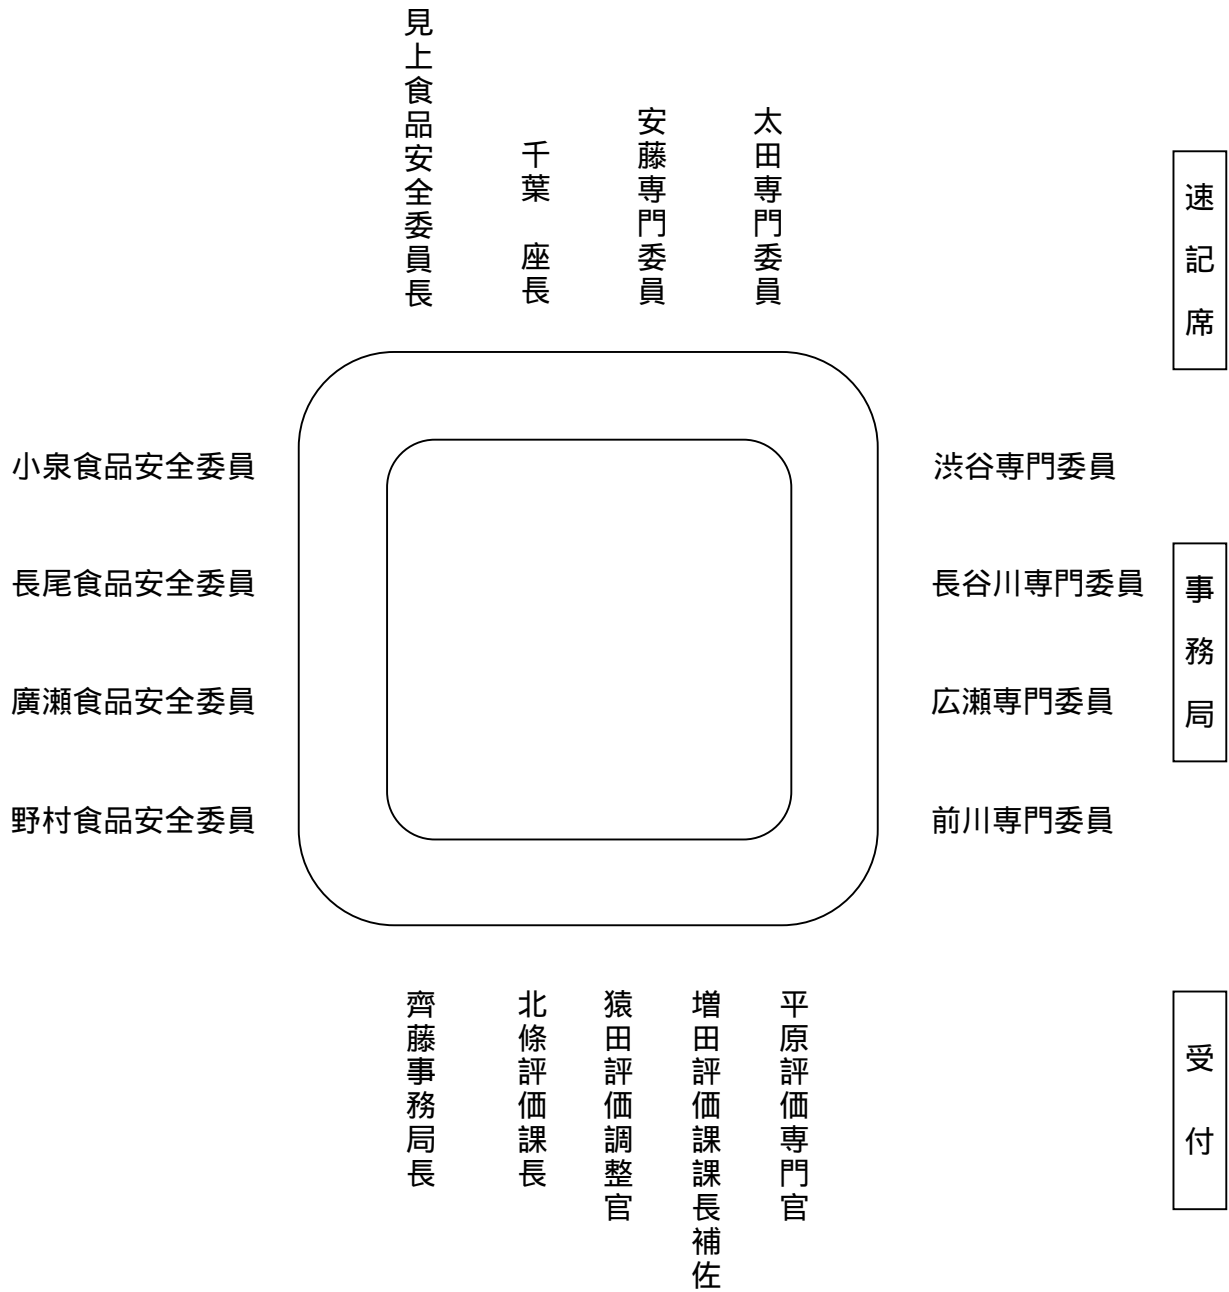 見上食品安全委員長
千葉　座長
安藤専門委員
太田専門委員
速記席
小泉食品安全委員
渋谷専門委員
長尾食品安全委員
長谷川専門委員
事務局
廣瀬食品安全委員
広瀬専門委員
野村食品安全委員
前川専門委員
齊藤事務局長
北條評価課長
猿田評価調整官
増田評価課課長補佐
平原評価専門官
受付